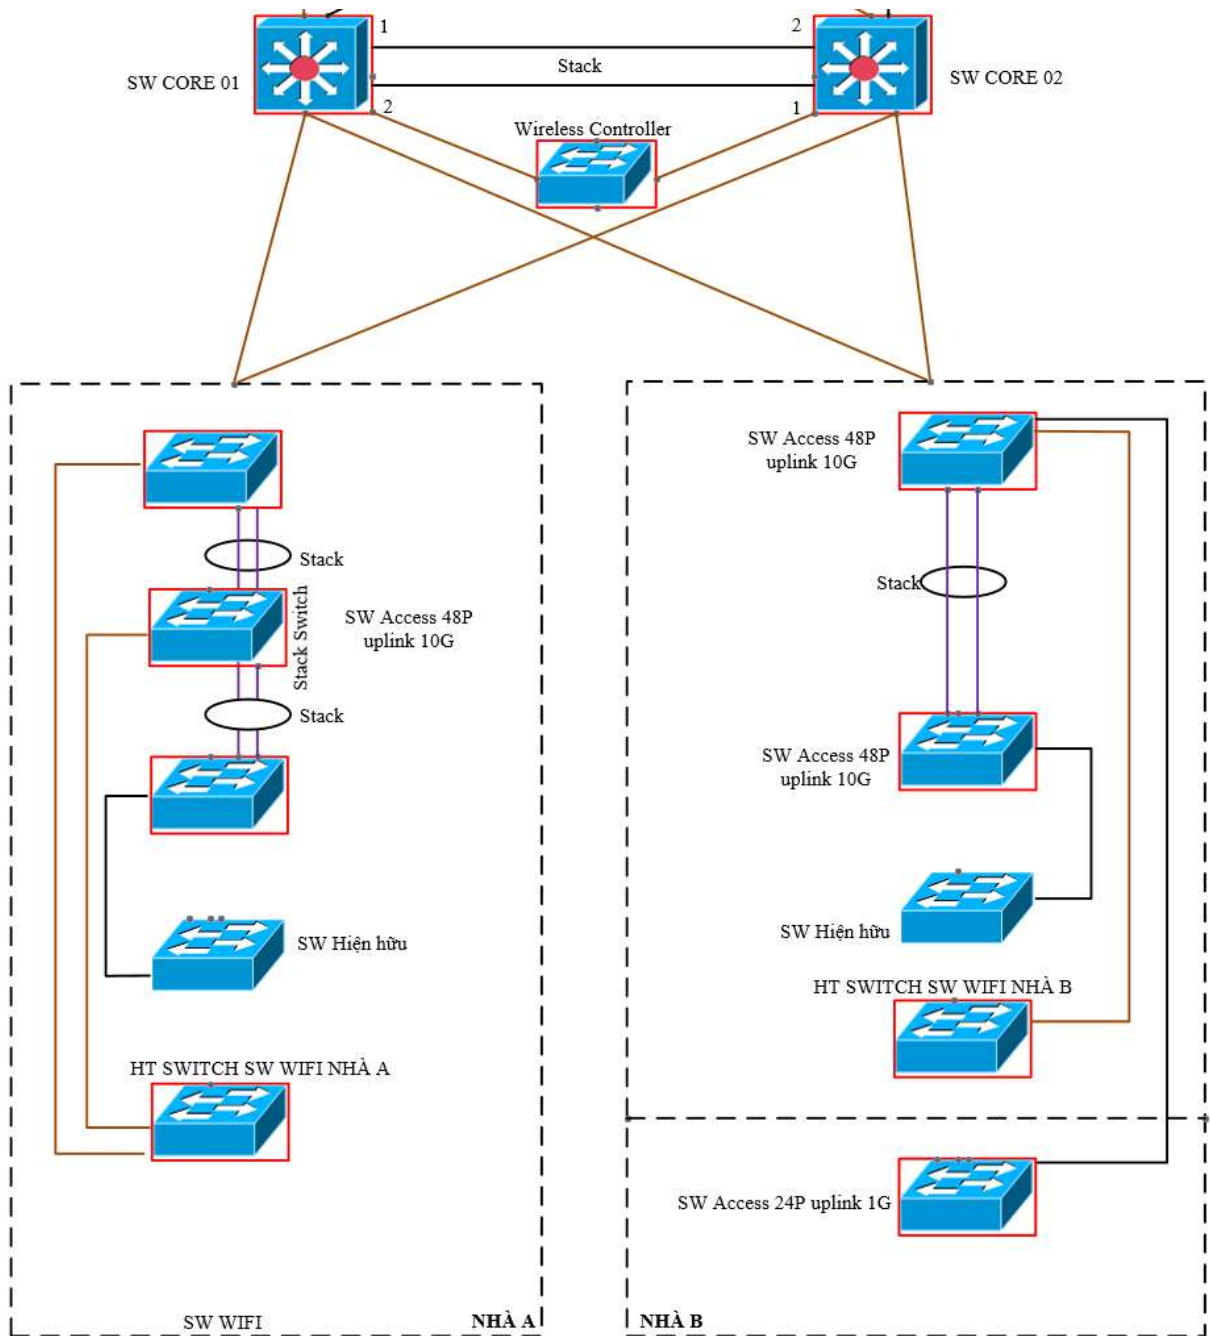 1
2
SW CORE 01
Stack
SW CORE 02
2
1
Wireless Controller
SW Access 48P
uplink 10G
Stack
Stack
Stack Switch
SW Access 48P
uplink 10G
Stack
SW Access 48P
uplink 10G
SW Hiện hữu
SW Hiện hữu
HT SWITCH SW WIFI NHÀ B
HT SWITCH SW WIFI NHÀ A
SW Access 24P uplink 1G
SW WIFI
NHÀ A
NHÀ B